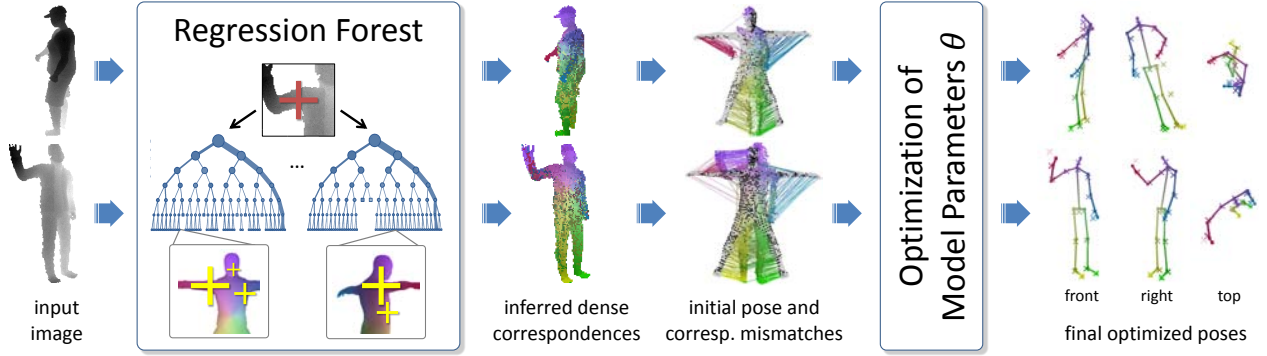 Regression Forest
...
input
image
inferred dense
correspondences
initial pose and
corresp. mismatches
Optimization of
Model Parameters θ
front
right
top
final optimized poses